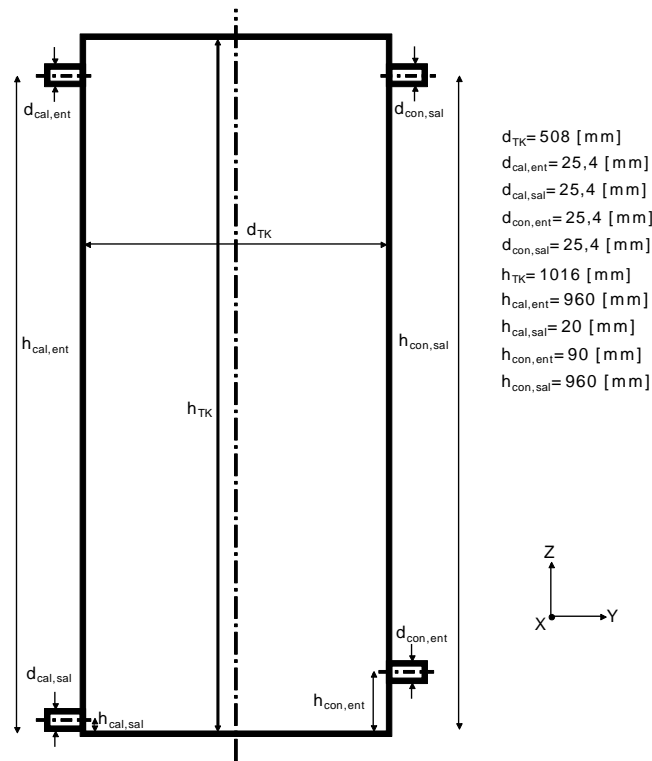 d_cal,ent
d_con,sal
d_TK= 508 [mm]
d_cal,ent= 25,4 [mm]
d_cal,sal= 25,4 [mm]
d_con,ent= 25,4 [mm]
d_con,sal= 25,4 [mm]
h_TK= 1016 [mm]
h_cal,ent= 960 [mm]
h_cal,sal= 20 [mm]
h_con,ent= 90 [mm]
h_con,sal= 960 [mm]
d_TK
h_cal,ent
h_con,sal
h_TK
Z
X
Y
d_con,ent
d_cal,sal
h_con,ent
h_cal,sal